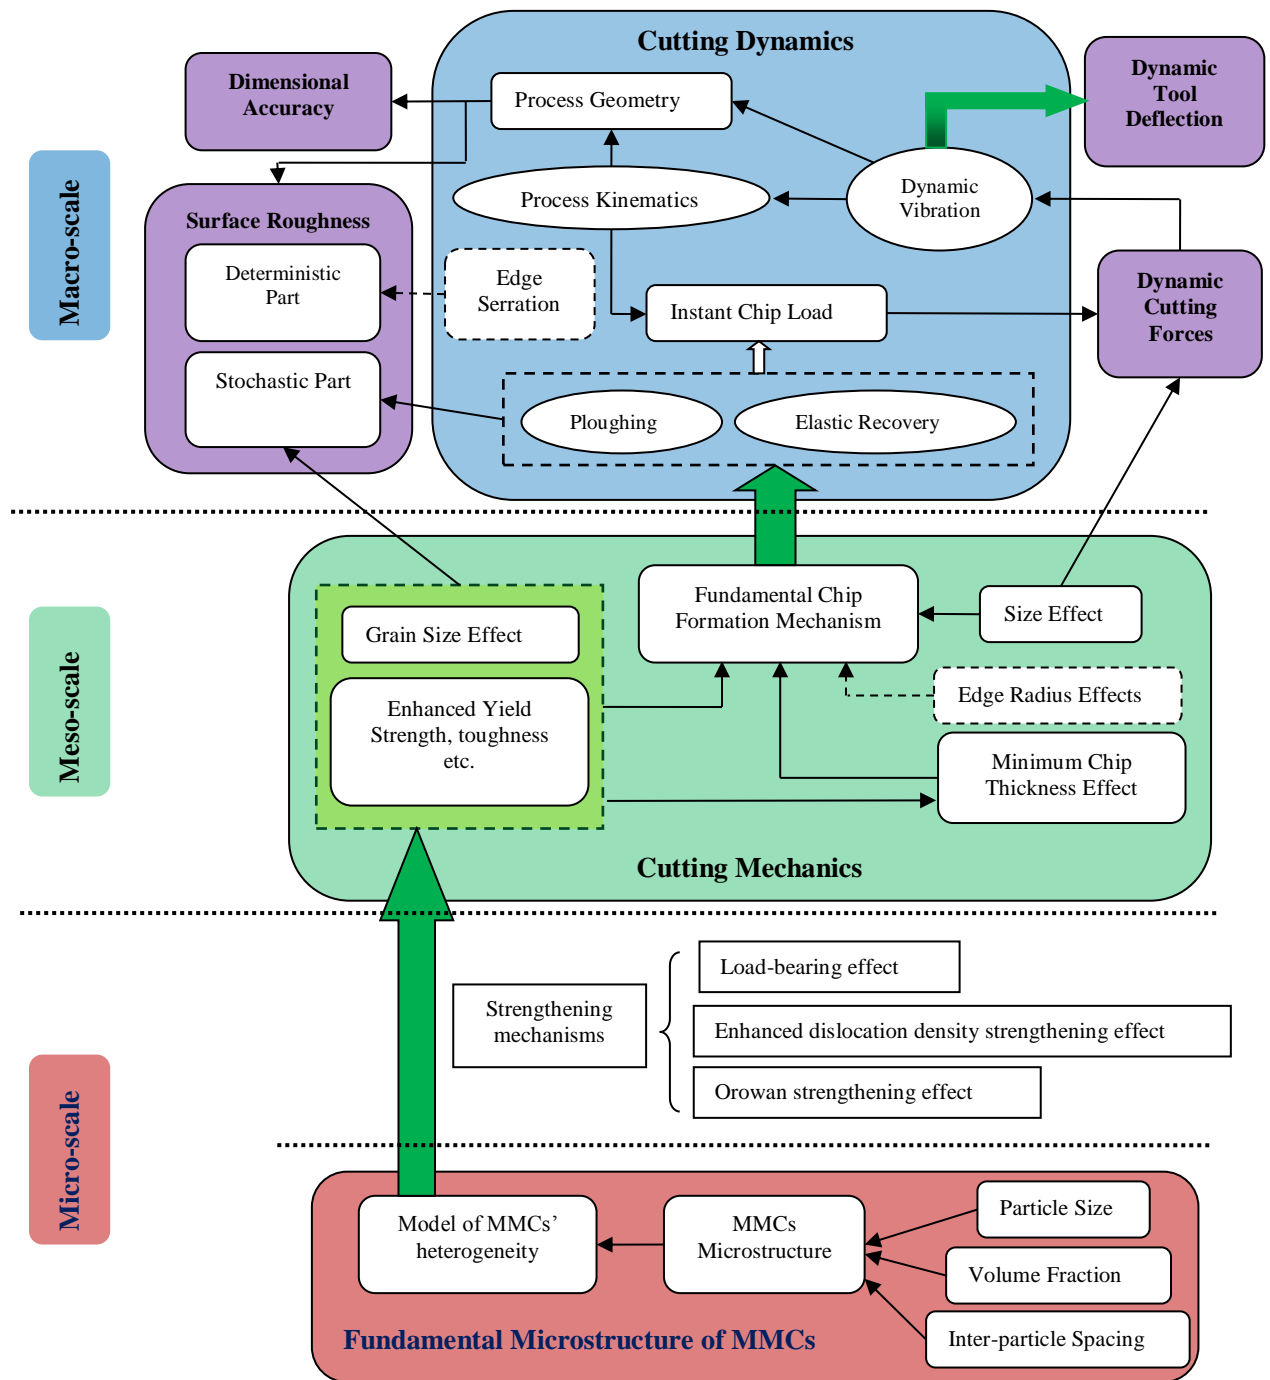 Cutting Dynamics
Dimensional
Accuracy
Process Geometry
Dynamic
Tool
Deflection
Macro-scale
Process Kinematics
Dynamic
Vibration
Surface Roughness
Deterministic
Part
Edge
Serration
Instant Chip Load
Dynamic
Cutting
Forces
Stochastic Part
Ploughing
Elastic Recovery
Meso-scale
Grain Size Effect
Fundamental Chip
Formation Mechanism
Size Effect
Enhanced Yield
Strength, toughness
etc.
Edge Radius Effects
Minimum Chip
Thickness Effect
Cutting Mechanics
Micro-scale
Strengthening
mechanisms
Load-bearing effect
Enhanced dislocation density strengthening effect
Orowan strengthening effect
Model of MMCs’
heterogeneity
MMCs
Microstructure
Particle Size
Volume Fraction
Inter-particle Spacing
Fundamental Microstructure of MMCs